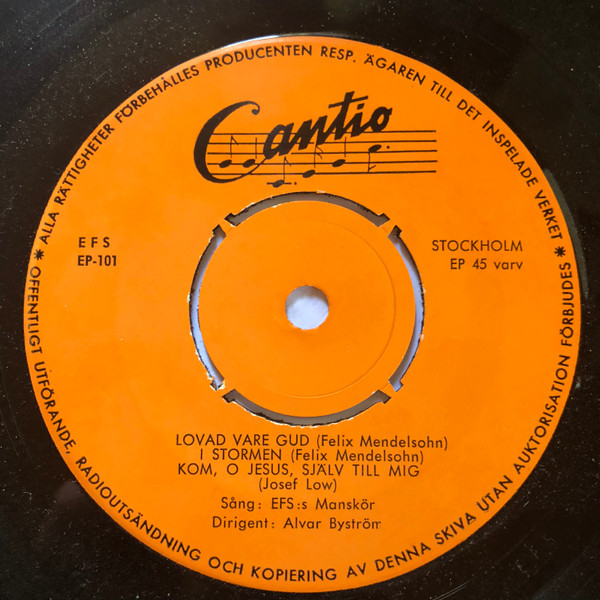 * ALLA RÄTTIGHETER FÖRBEHÅLLES PRODUCENTEN RESP. ÄGAREN TILL DET INSPELADE VERKET *
Cantio
EFS
EP-101
STOCKHOLM
EP 45 varv
LOVAD VARE GUD (Felix Mendelsohn)
I STORMEN (Felix Mendelsohn)
KOM, O JESUS, SJÄLV TILL MIG
(Josef Low)
Sång: EFS:s Manskör
Dirigent: Alvar Byström
OFFENTLIGT UTFÖRANDE, RADIOUTSÄNDNING OCH KOPIERING AV DENNA SKIVA UTAN AUKTORISATION FÖRBJUDES